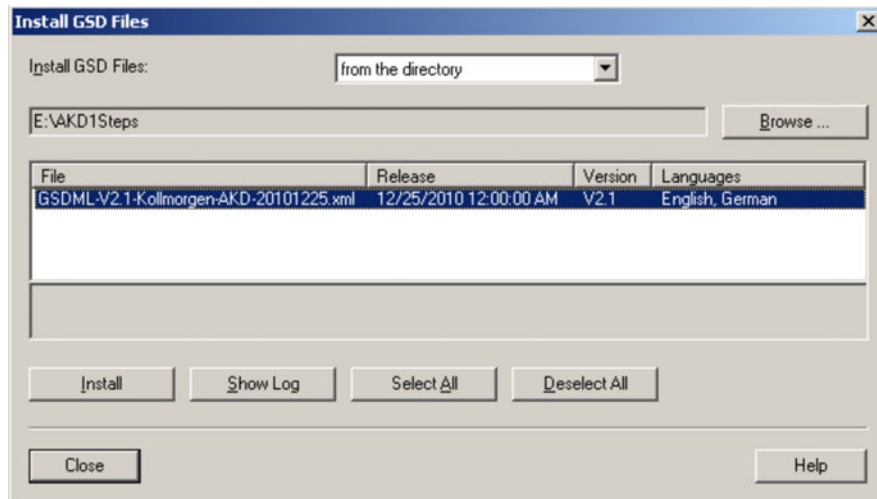 Install GSD Files
Install GSD Files: from the directory
E:\AKD1Steps Browse ...
File Release Version Languages
GSDML-V2.1-Kollmorgen-AKD-20101225.xml 12/25/2010 12:00:00 AM V2.1 English, German
Install Show Log Select All Deselect All
Close Help